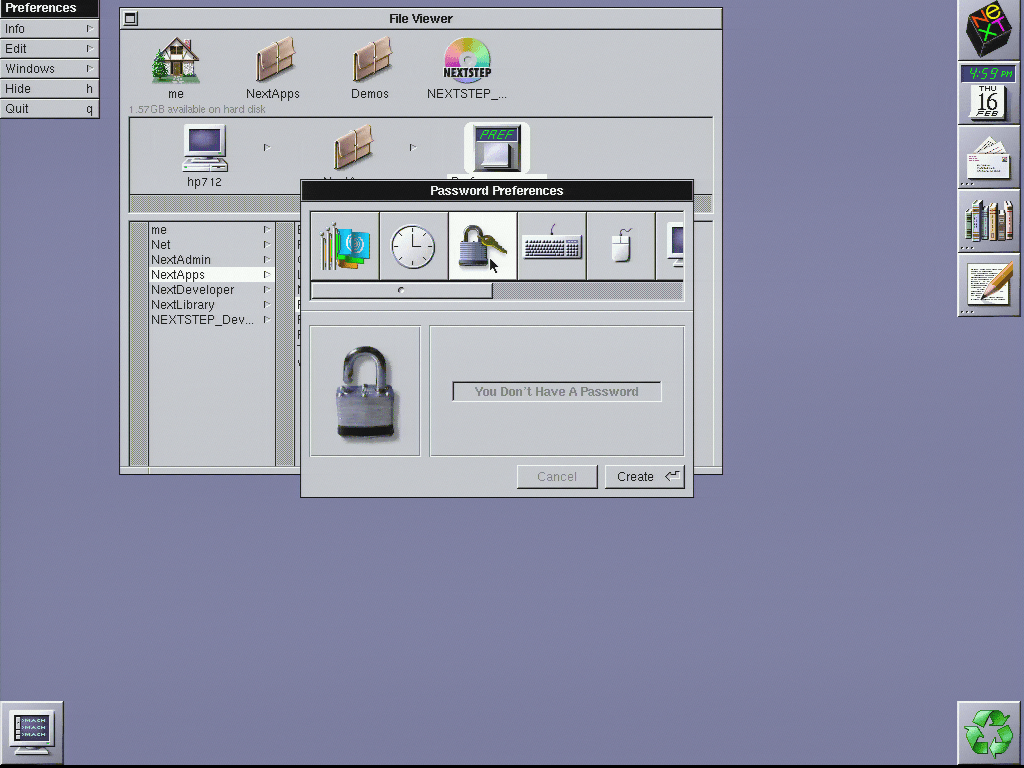 Preferences
Info
Edit
Windows
Hide h
Quit q
File Viewer
me
NextApps
Demos
NEXTSTEP
NEXTSTEP_...
1.57GB available on hard disk
hp712
PREF
Password Preferences
me
Net
NextAdmin
NextApps
NextDeveloper
NextLibrary
NEXTSTEP_Dev...
You Don't Have A Password
Cancel
Create
NeXT
4:59 PM
THU
16
FEB
>MACH
>MACH
>MACH